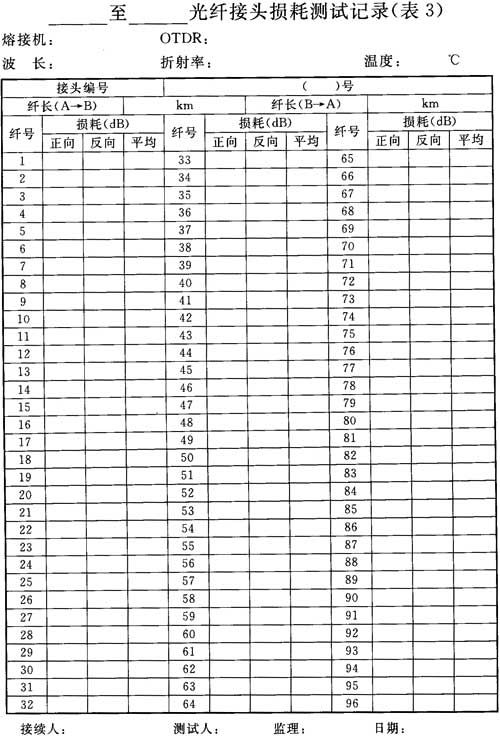 ______至______光纤接头损耗测试记录(表3)
熔接机: OTDR:
波 长: 折射率: 温度: ℃
接头编号 ( )号
纤长(A→B) km 纤长(B→A) km
纤号 损耗(dB) 纤号 损耗(dB) 纤号 损耗(dB)
正向 反向 平均 正向 反向 平均 正向 反向 平均
1 33 65
2 34 66
3 35 67
4 36 68
5 37 69
6 38 70
7 39 71
8 40 72
9 41 73
10 42 74
11 43 75
12 44 76
13 45 77
14 46 78
15 47 79
16 48 80
17 49 81
18 50 82
19 51 83
20 52 84
21 53 85
22 54 86
23 55 87
24 56 88
25 57 89
26 58 90
27 59 91
28 60 92
29 61 93
30 62 94
31 63 95
32 64 96
接续人: 测试人: 监理: 日期: